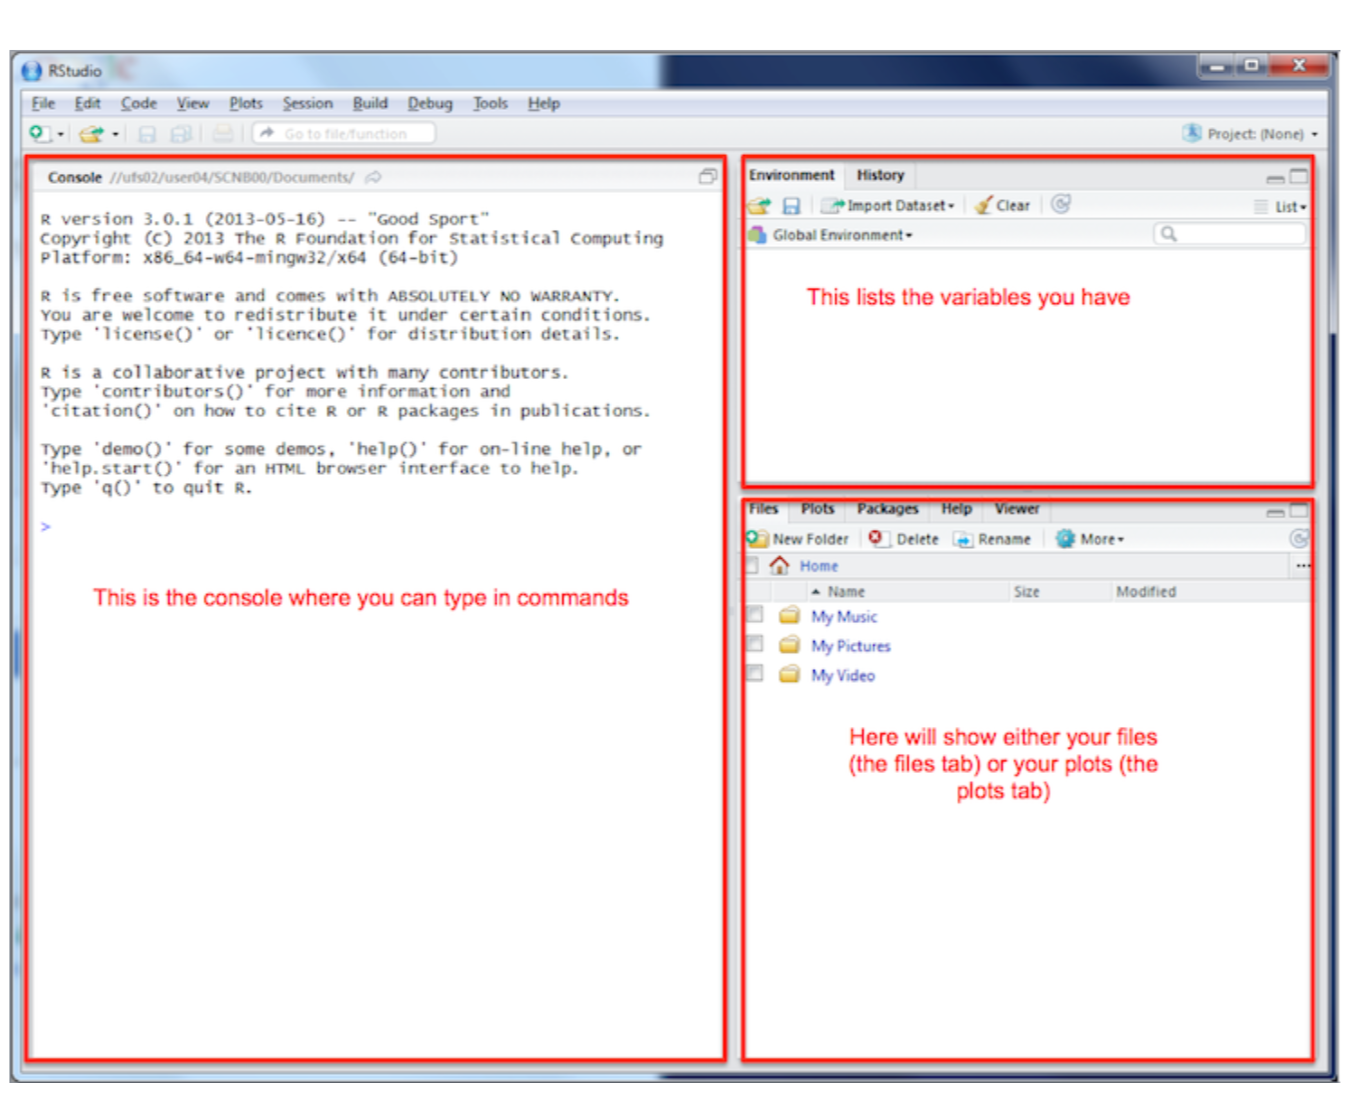 RStudio
File Edit Code View Plots Session Build Debug Tools Help
Go to file/function
Project: (None)
Console //ufs02/user04/SCNB00/Documents/
R version 3.0.1 (2013-05-16) -- "Good Sport"
Copyright (C) 2013 The R Foundation for Statistical Computing
Platform: x86_64-w64-mingw32/x64 (64-bit)
R is free software and comes with ABSOLUTELY NO WARRANTY.
You are welcome to redistribute it under certain conditions.
Type 'license()' or 'licence()' for distribution details.
R is a collaborative project with many contributors.
Type 'contributors()' for more information and
'citation()' on how to cite R or R packages in publications.
Type 'demo()' for some demos, 'help()' for on-line help, or
'help.start()' for an HTML browser interface to help.
Type 'q()' to quit R.
>
This is the console where you can type in commands
Environment History
Import Dataset Clear List
Global Environment
This lists the variables you have
Files Plots Packages Help Viewer
New Folder Delete Rename More
Home ...
Name Size Modified
My Music
My Pictures
My Video
Here will show either your files
(the files tab) or your plots (the
plots tab)